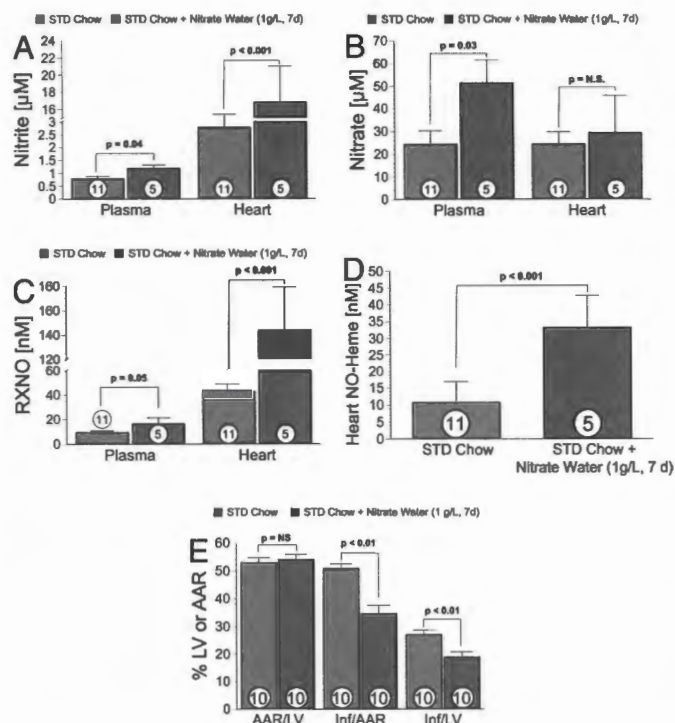 STD Chow STD Chow + Nitrate Water (1g/L, 7d)
A
Nitrite [µM]
24
22
20
18
16
3
2.5
2
1.5
1
0.5
0
p = 0.04
p < 0.001
11
5
11
5
Plasma Heart
STD Chow STD Chow + Nitrate Water (1g/L, 7d)
B
Nitrate [µM]
70
60
50
40
30
20
10
0
p = 0.03
p = N.S.
11
5
11
5
Plasma Heart
STD Chow STD Chow + Nitrate Water (1g/L, 7d)
C
RXNO [nM]
160
140
120
60
40
20
0
p = 0.05
p < 0.001
11
5
11
5
Plasma Heart
D
Heart NO-Heme [nM]
45
40
35
30
25
20
15
10
5
0
p < 0.001
11
5
STD Chow STD Chow +
Nitrate Water (1g/L, 7 d)
STD Chow STD Chow + Nitrate Water (1 g/L, 7d)
E
% LV or AAR
60
50
40
30
20
10
0
p = NS
p < 0.01
p < 0.01
10
10
10
10
10
10
AAR/LV Inf/AAR Inf/LV